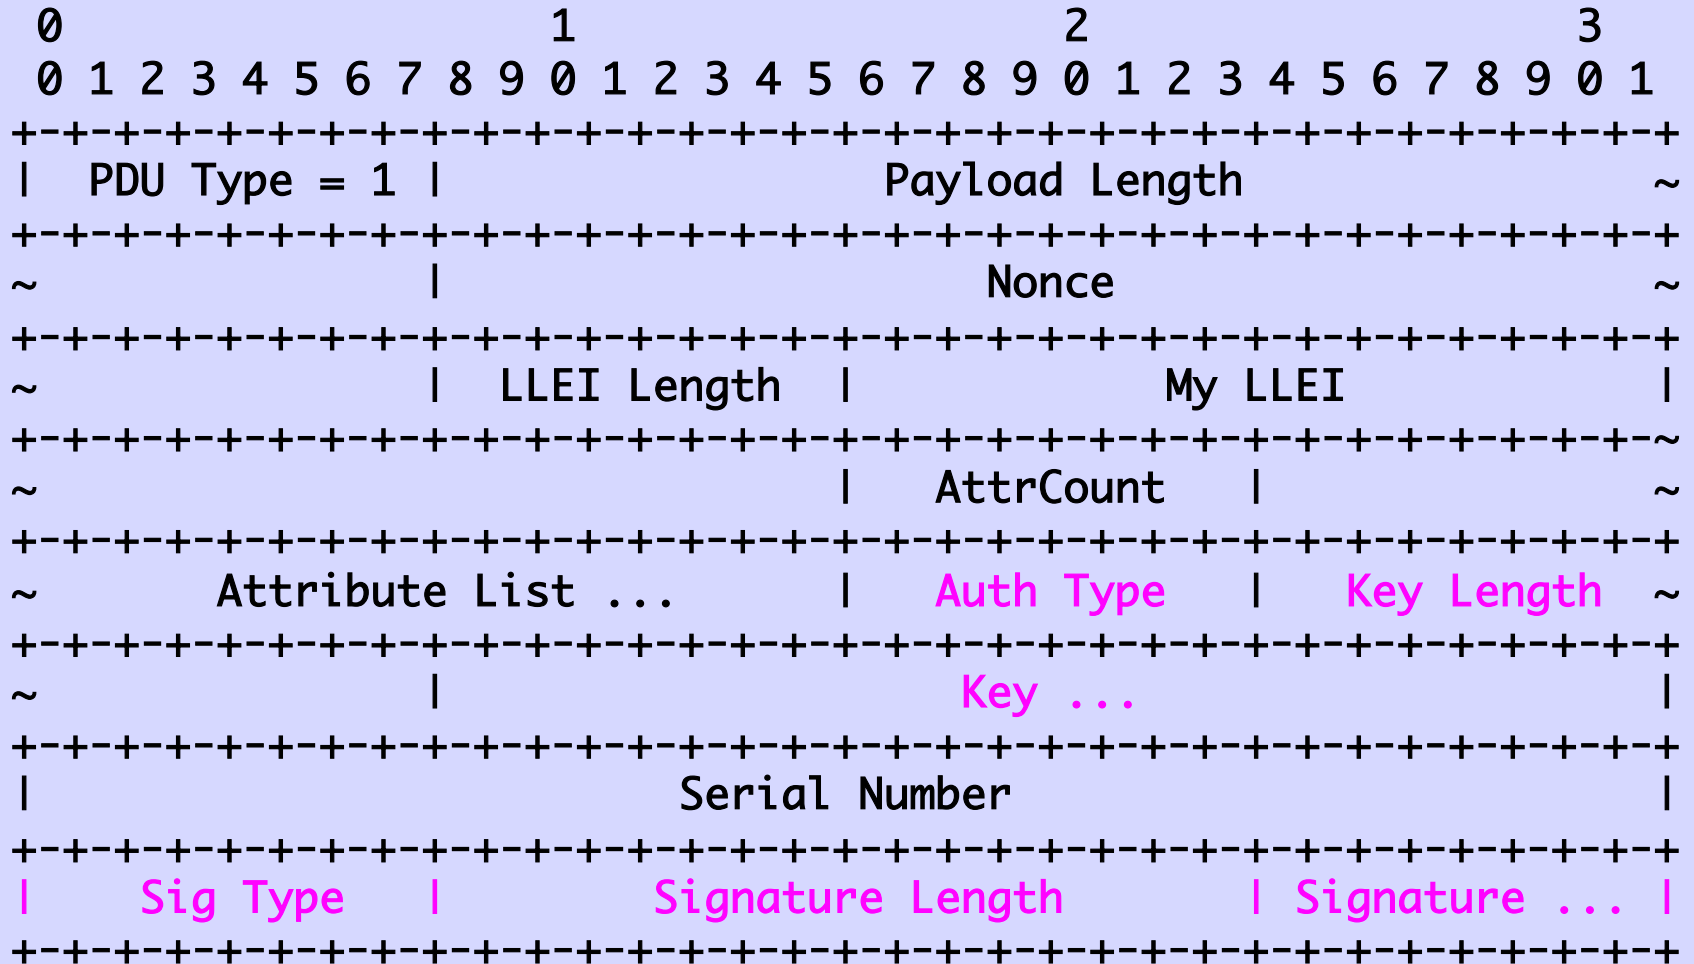 0                   1                   2                   3
 0 1 2 3 4 5 6 7 8 9 0 1 2 3 4 5 6 7 8 9 0 1 2 3 4 5 6 7 8 9 0 1
+-+-+-+-+-+-+-+-+-+-+-+-+-+-+-+-+-+-+-+-+-+-+-+-+-+-+-+-+-+-+-+-+
|  PDU Type = 1 |                 Payload Length                ~
+-+-+-+-+-+-+-+-+-+-+-+-+-+-+-+-+-+-+-+-+-+-+-+-+-+-+-+-+-+-+-+-+
~               |                     Nonce                     ~
+-+-+-+-+-+-+-+-+-+-+-+-+-+-+-+-+-+-+-+-+-+-+-+-+-+-+-+-+-+-+-+-+
~               |  LLEI Length  |            My LLEI            |
+-+-+-+-+-+-+-+-+-+-+-+-+-+-+-+-+-+-+-+-+-+-+-+-+-+-+-+-+-+-+-+-~
~                               |   AttrCount   |               ~
+-+-+-+-+-+-+-+-+-+-+-+-+-+-+-+-+-+-+-+-+-+-+-+-+-+-+-+-+-+-+-+-+
~       Attribute List ...      |   Auth Type   |   Key Length  ~
+-+-+-+-+-+-+-+-+-+-+-+-+-+-+-+-+-+-+-+-+-+-+-+-+-+-+-+-+-+-+-+-+
~               |                    Key ...                    |
+-+-+-+-+-+-+-+-+-+-+-+-+-+-+-+-+-+-+-+-+-+-+-+-+-+-+-+-+-+-+-+-+
|                         Serial Number                         |
+-+-+-+-+-+-+-+-+-+-+-+-+-+-+-+-+-+-+-+-+-+-+-+-+-+-+-+-+-+-+-+-+
|    Sig Type   |        Signature Length       | Signature ... |
+-+-+-+-+-+-+-+-+-+-+-+-+-+-+-+-+-+-+-+-+-+-+-+-+-+-+-+-+-+-+-+-+